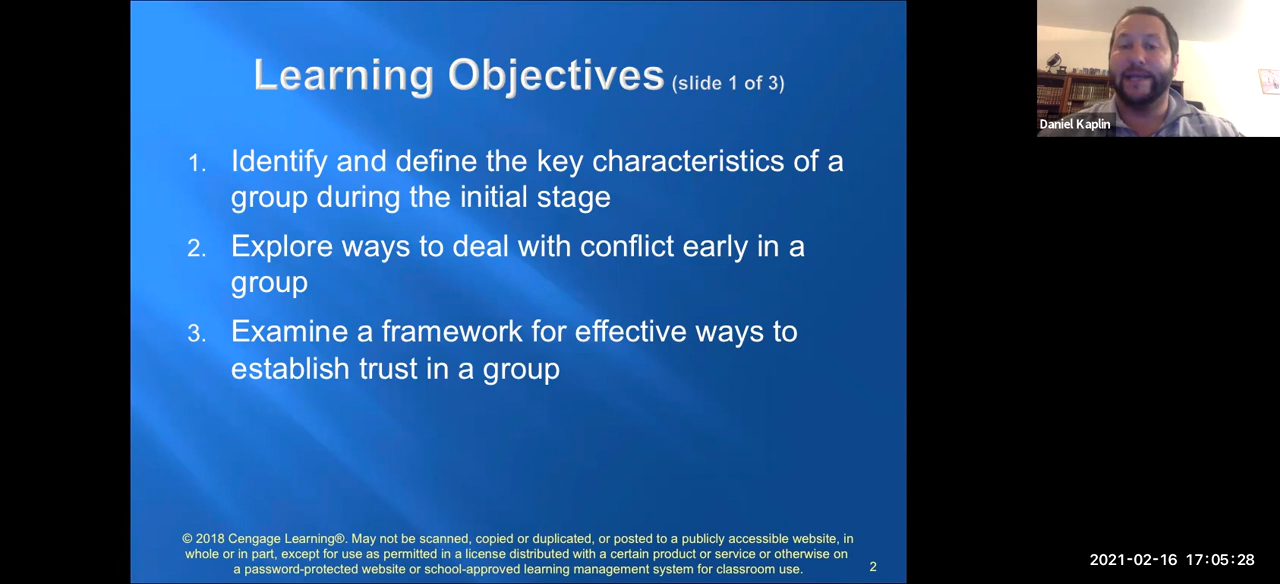 Learning Objectives (slide 1 of 3)
1. Identify and define the key characteristics of a
group during the initial stage
2. Explore ways to deal with conflict early in a
group
3. Examine a framework for effective ways to
establish trust in a group
© 2018 Cengage Learning®. May not be scanned, copied or duplicated, or posted to a publicly accessible website, in
whole or in part, except for use as permitted in a license distributed with a certain product or service or otherwise on
a password-protected website or school-approved learning management system for classroom use.
2
Daniel Kaplin
2021-02-16 17:05:28